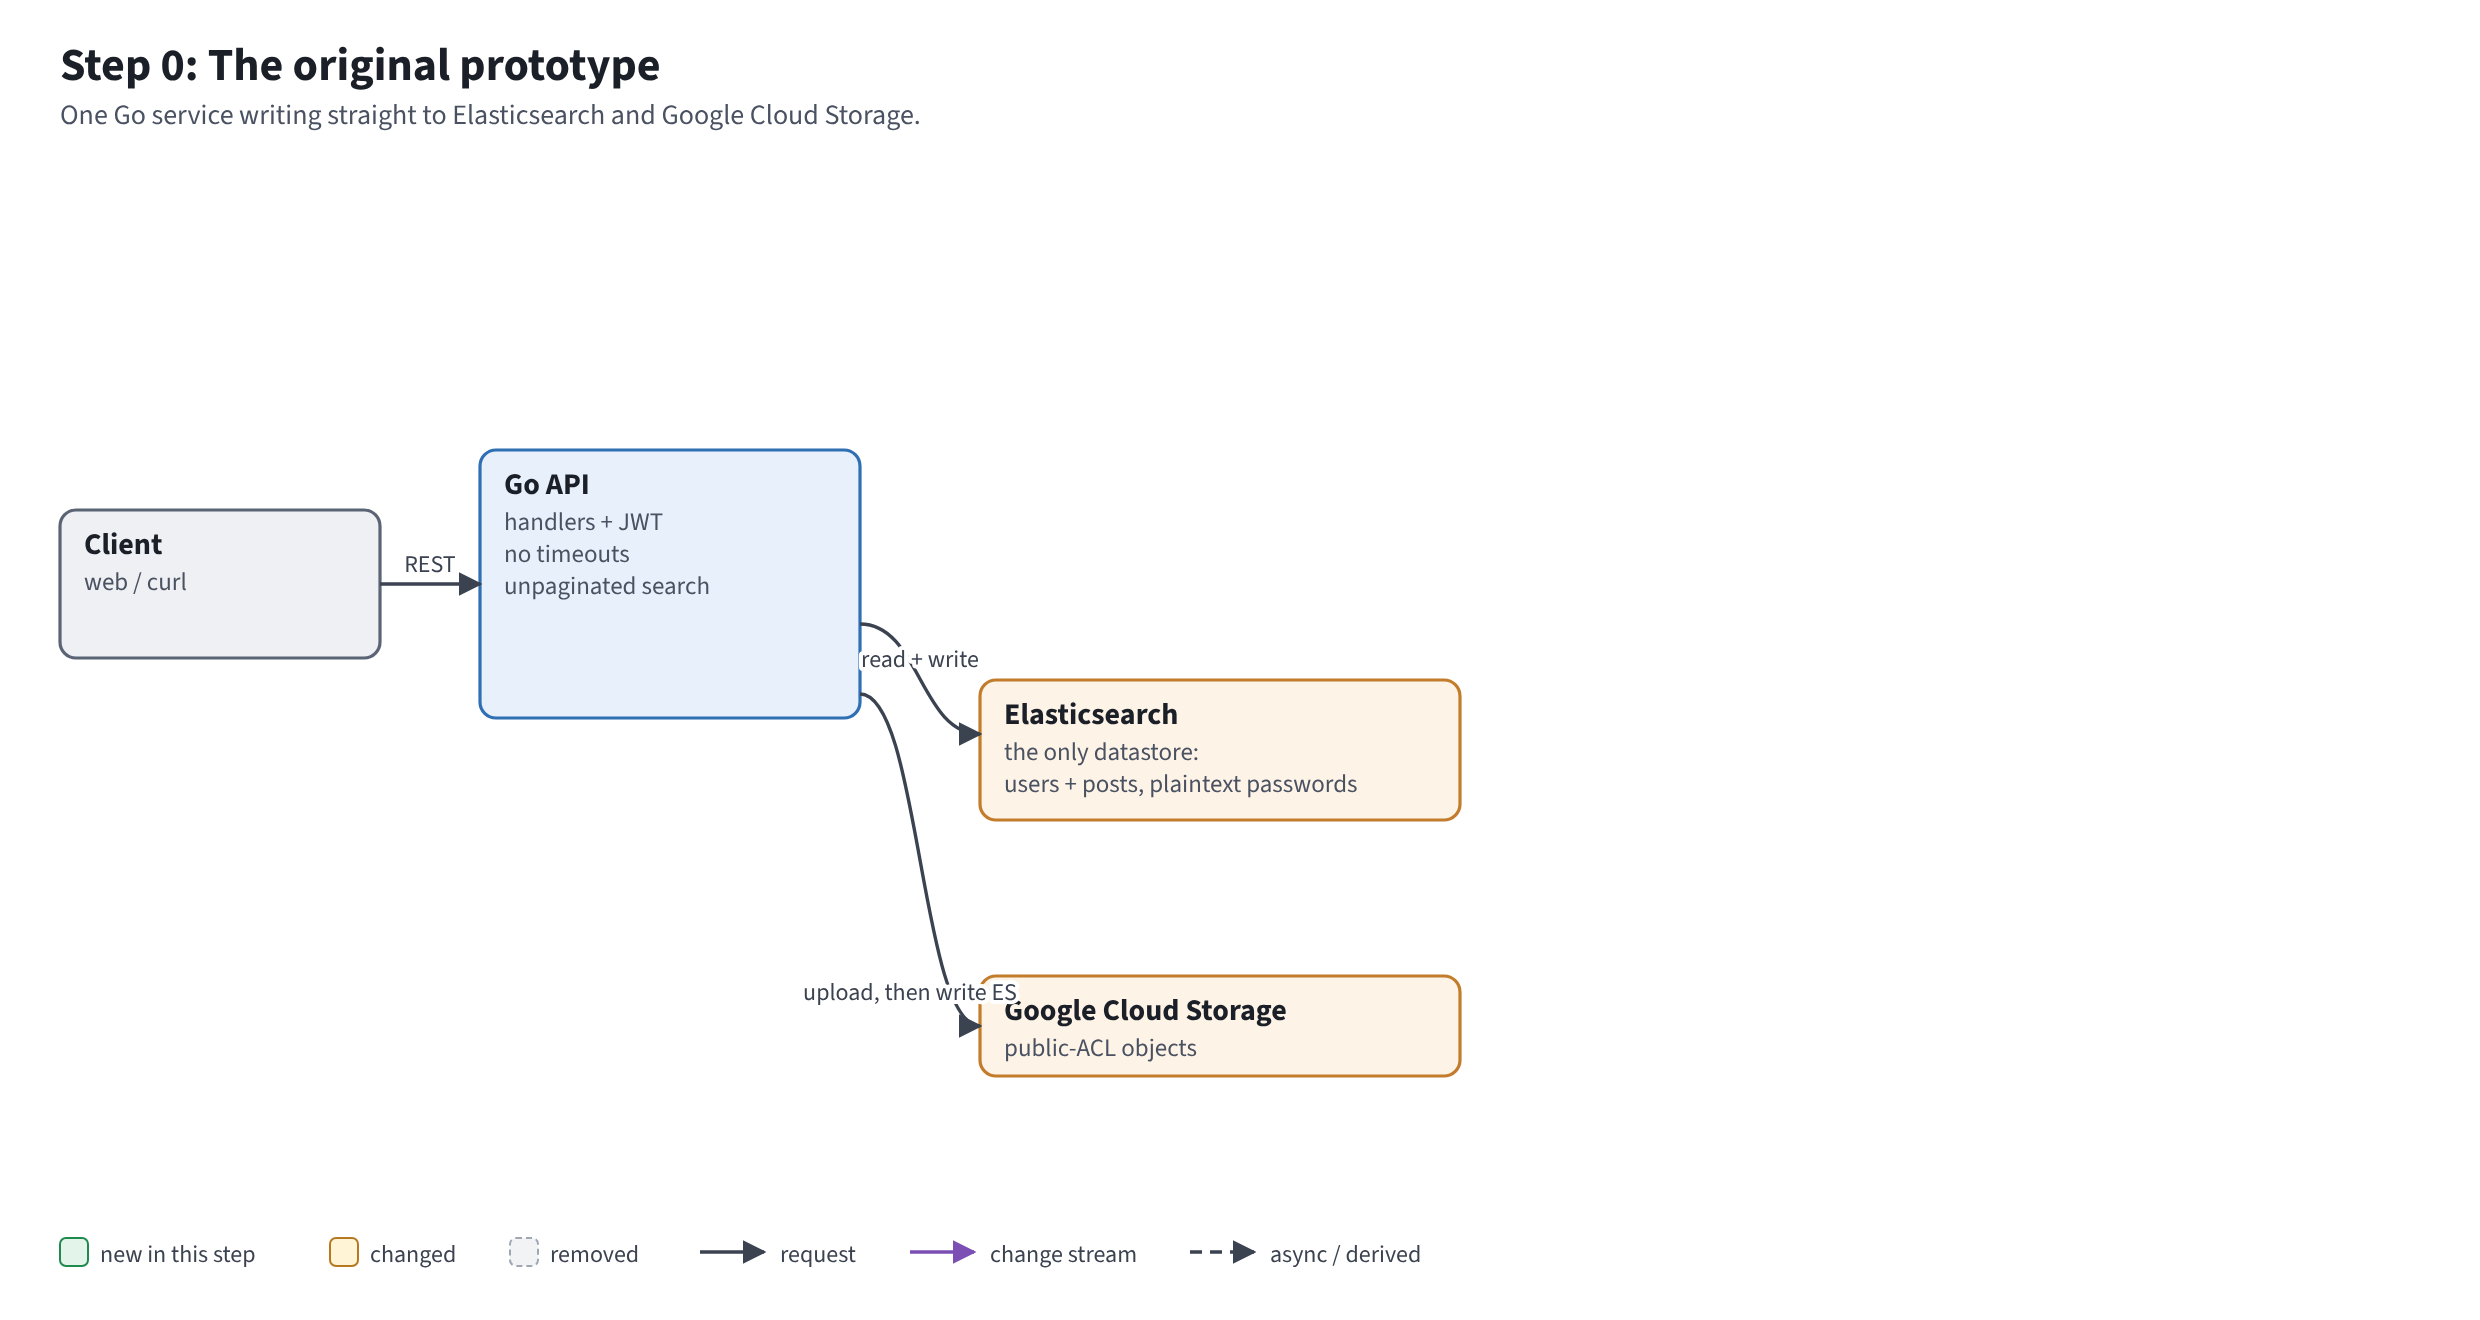 Step 0: The original prototype
One Go service writing straight to Elasticsearch and Google Cloud Storage.
Client
web / curl
REST
Go API
handlers + JWT
no timeouts
unpaginated search
read + write
Elasticsearch
the only datastore:
users + posts, plaintext passwords
upload, then write ES
Google Cloud Storage
public-ACL objects
new in this step
changed
removed
request
change stream
async / derived